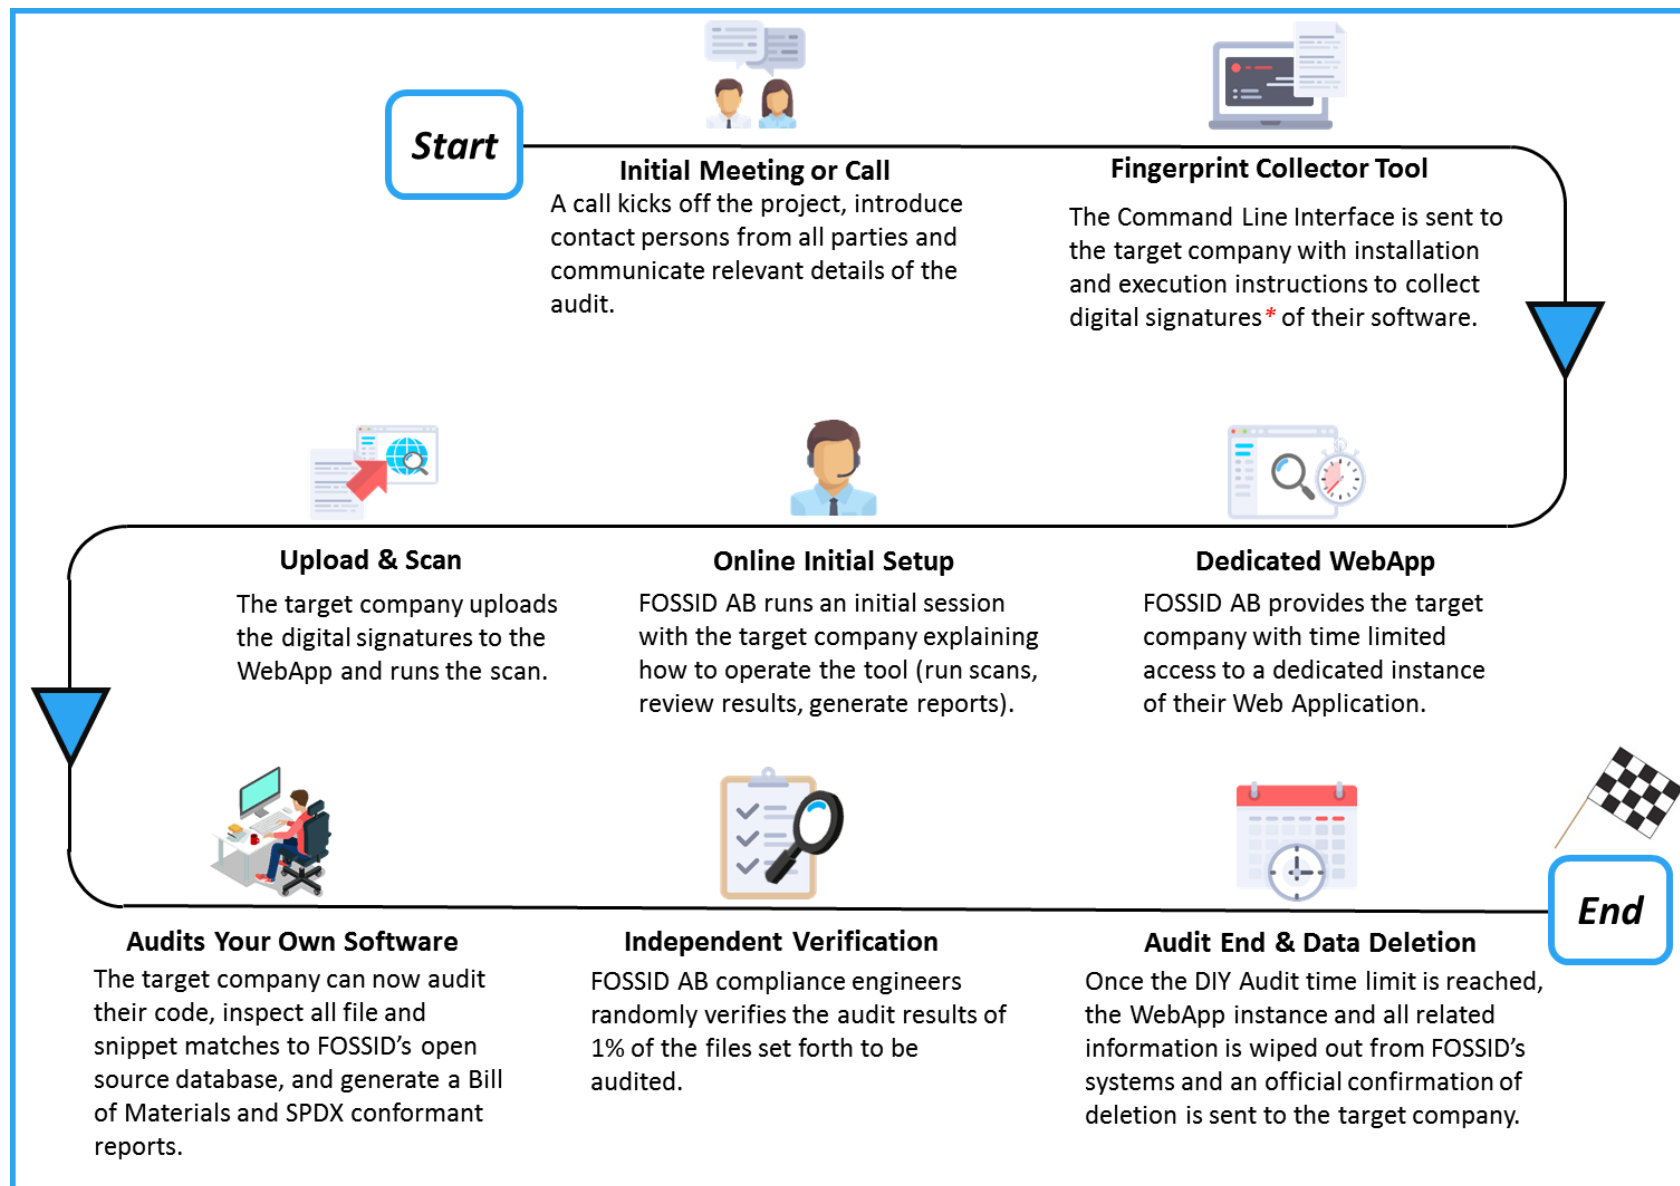 Start
Initial Meeting or Call
A call kicks off the project, introduce
contact persons from all parties and
communicate relevant details of the
audit.
Fingerprint Collector Tool
The Command Line Interface is sent to
the target company with installation
and execution instructions to collect
digital signatures* of their software.
Dedicated WebApp
FOSSID AB provides the target
company with time limited
access to a dedicated instance
of their Web Application.
Online Initial Setup
FOSSID AB runs an initial session
with the target company explaining
how to operate the tool (run scans,
review results, generate reports).
Upload & Scan
The target company uploads
the digital signatures to the
WebApp and runs the scan.
Audits Your Own Software
The target company can now audit
their code, inspect all file and
snippet matches to FOSSID’s open
source database, and generate a Bill
of Materials and SPDX conformant
reports.
Independent Verification
FOSSID AB compliance engineers
randomly verifies the audit results of
1% of the files set forth to be
audited.
Audit End & Data Deletion
Once the DIY Audit time limit is reached,
the WebApp instance and all related
information is wiped out from FOSSID’s
systems and an official confirmation of
deletion is sent to the target company.
End